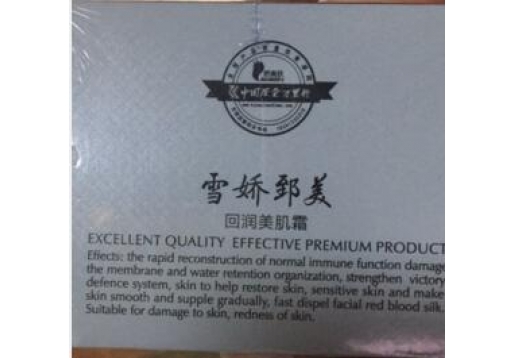 中国质量万里行
雪娇郅美
回润美肌霜
EXCELLENT QUALITY EFFECTIVE PREMIUM PRODUCT
Effects: the rapid reconstruction of normal immune function damage
the membrane and water retention organization, strengthen victory
defence system, skin to help restore skin, sensitive skin and make
skin smooth and supple gradually, fast dispel facial red blood silk.
Suitable for damage to skin, redness of skin.